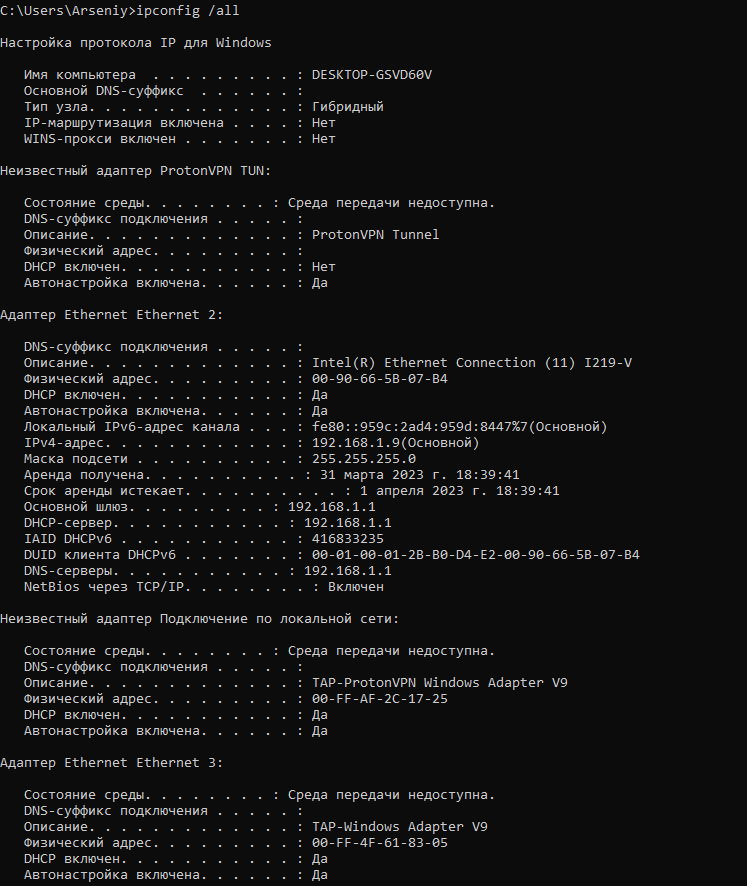 C:\Users\Arseniy>ipconfig /all
Настройка протокола IP для Windows
Имя компьютера . . . . . . . . . : DESKTOP-GSVD60V
Основной DNS-суффикс . . . . . . :
Тип узла. . . . . . . . . . . . . : Гибридный
IP-маршрутизация включена . . . . : Нет
WINS-прокси включен . . . . . . . : Нет
Неизвестный адаптер ProtonVPN TUN:
Состояние среды. . . . . . . . : Среда передачи недоступна.
DNS-суффикс подключения . . . . . :
Описание. . . . . . . . . . . . . : ProtonVPN Tunnel
Физический адрес. . . . . . . . . :
DHCP включен. . . . . . . . . . . : Нет
Автонастройка включена. . . . . . : Да
Адаптер Ethernet Ethernet 2:
DNS-суффикс подключения . . . . . :
Описание. . . . . . . . . . . . . : Intel(R) Ethernet Connection (11) I219-V
Физический адрес. . . . . . . . . : 00-90-66-5B-07-B4
DHCP включен. . . . . . . . . . . : Да
Автонастройка включена. . . . . . : Да
Локальный IPv6-адрес канала . . . : fe80::959c:2ad4:959d:8447%7(Основной)
IPv4-адрес. . . . . . . . . . . . : 192.168.1.9(Основной)
Маска подсети . . . . . . . . . . : 255.255.255.0
Аренда получена. . . . . . . . . . : 31 марта 2023 г. 18:39:41
Срок аренды истекает. . . . . . . . . . : 1 апреля 2023 г. 18:39:41
Основной шлюз. . . . . . . . . : 192.168.1.1
DHCP-сервер. . . . . . . . . . . : 192.168.1.1
IAID DHCPv6 . . . . . . . . . . . : 416833235
DUID клиента DHCPv6 . . . . . . . : 00-01-00-01-2B-B0-D4-E2-00-90-66-5B-07-B4
DNS-серверы. . . . . . . . . . . : 192.168.1.1
NetBios через TCP/IP. . . . . . . . : Включен
Неизвестный адаптер Подключение по локальной сети:
Состояние среды. . . . . . . . : Среда передачи недоступна.
DNS-суффикс подключения . . . . . :
Описание. . . . . . . . . . . . . : TAP-ProtonVPN Windows Adapter V9
Физический адрес. . . . . . . . . : 00-FF-AF-2C-17-25
DHCP включен. . . . . . . . . . . : Да
Автонастройка включена. . . . . . : Да
Адаптер Ethernet Ethernet 3:
Состояние среды. . . . . . . . : Среда передачи недоступна.
DNS-суффикс подключения . . . . . :
Описание. . . . . . . . . . . . . : TAP-Windows Adapter V9
Физический адрес. . . . . . . . . : 00-FF-4F-61-83-05
DHCP включен. . . . . . . . . . . : Да
Автонастройка включена. . . . . . : Да